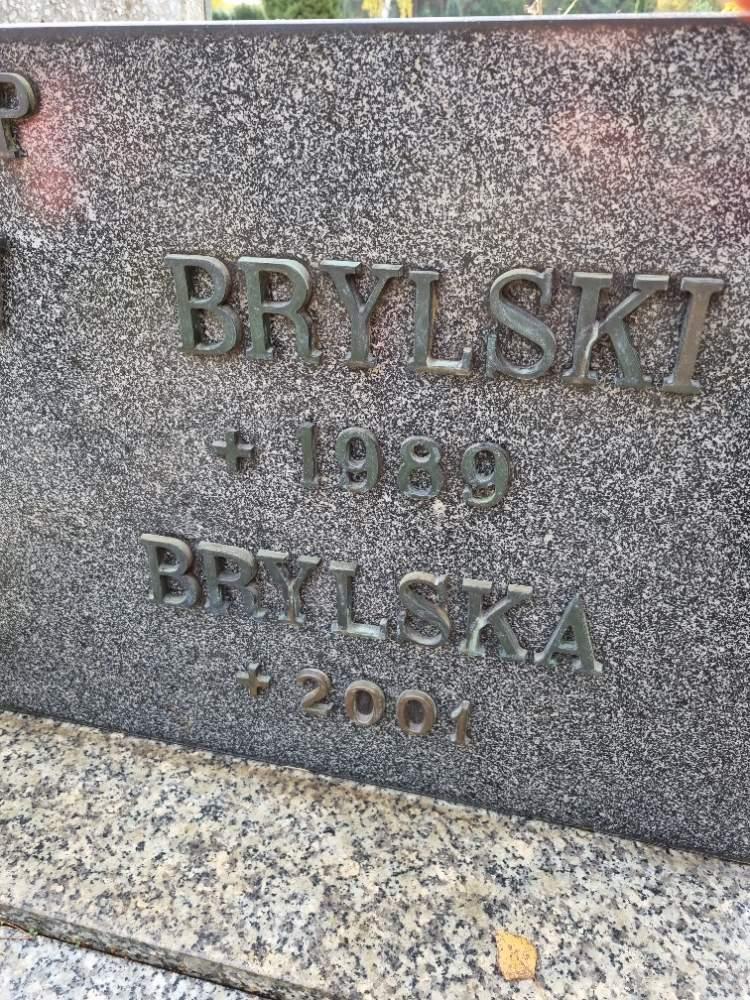 P
BRYLSKI
+ 1989
BRYLSKA
+ 2001